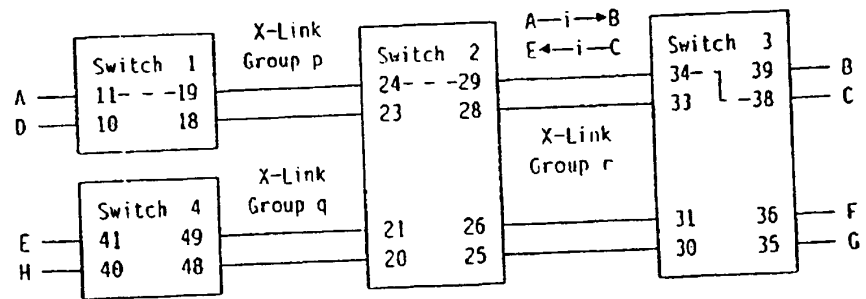 X-Link
Group p
A—i→B
E←i—C
Switch 1
Switch 2
Switch 3
A 11- - -19
24- - -29
34- 39 B
D 10 18
23 28
33 -38 C
X-Link
Group q
X-Link
Group r
Switch 4
E 41 49
21 26
31 36 F
H 40 48
20 25
30 35 G